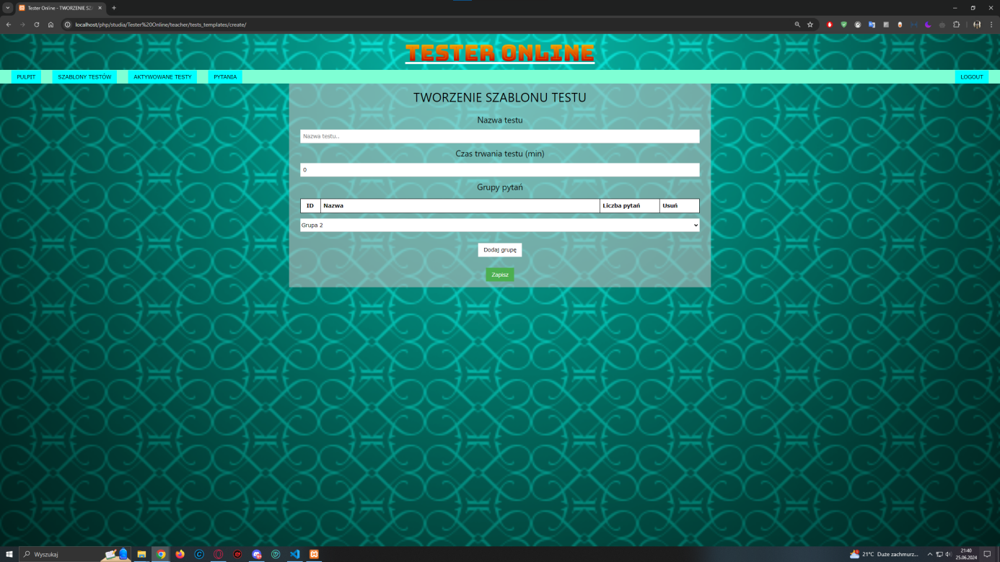 Tester Online - TWORZENIE SZA
localhost/php/studia/Tester%20Online/teacher/tests_templates/create/
TESTER ONLINE
PULPIT SZABLONY TESTÓW AKTYWOWANE TESTY PYTANIA LOGOUT
TWORZENIE SZABLONU TESTU
Nazwa testu
Nazwa testu..
Czas trwania testu (min)
0
Grupy pytań
ID Nazwa Liczba pytań Usuń
Grupa 2
Dodaj grupę
Zapisz
Wyszukaj
21°C Duże zachmurz...
21:40
25.06.2024